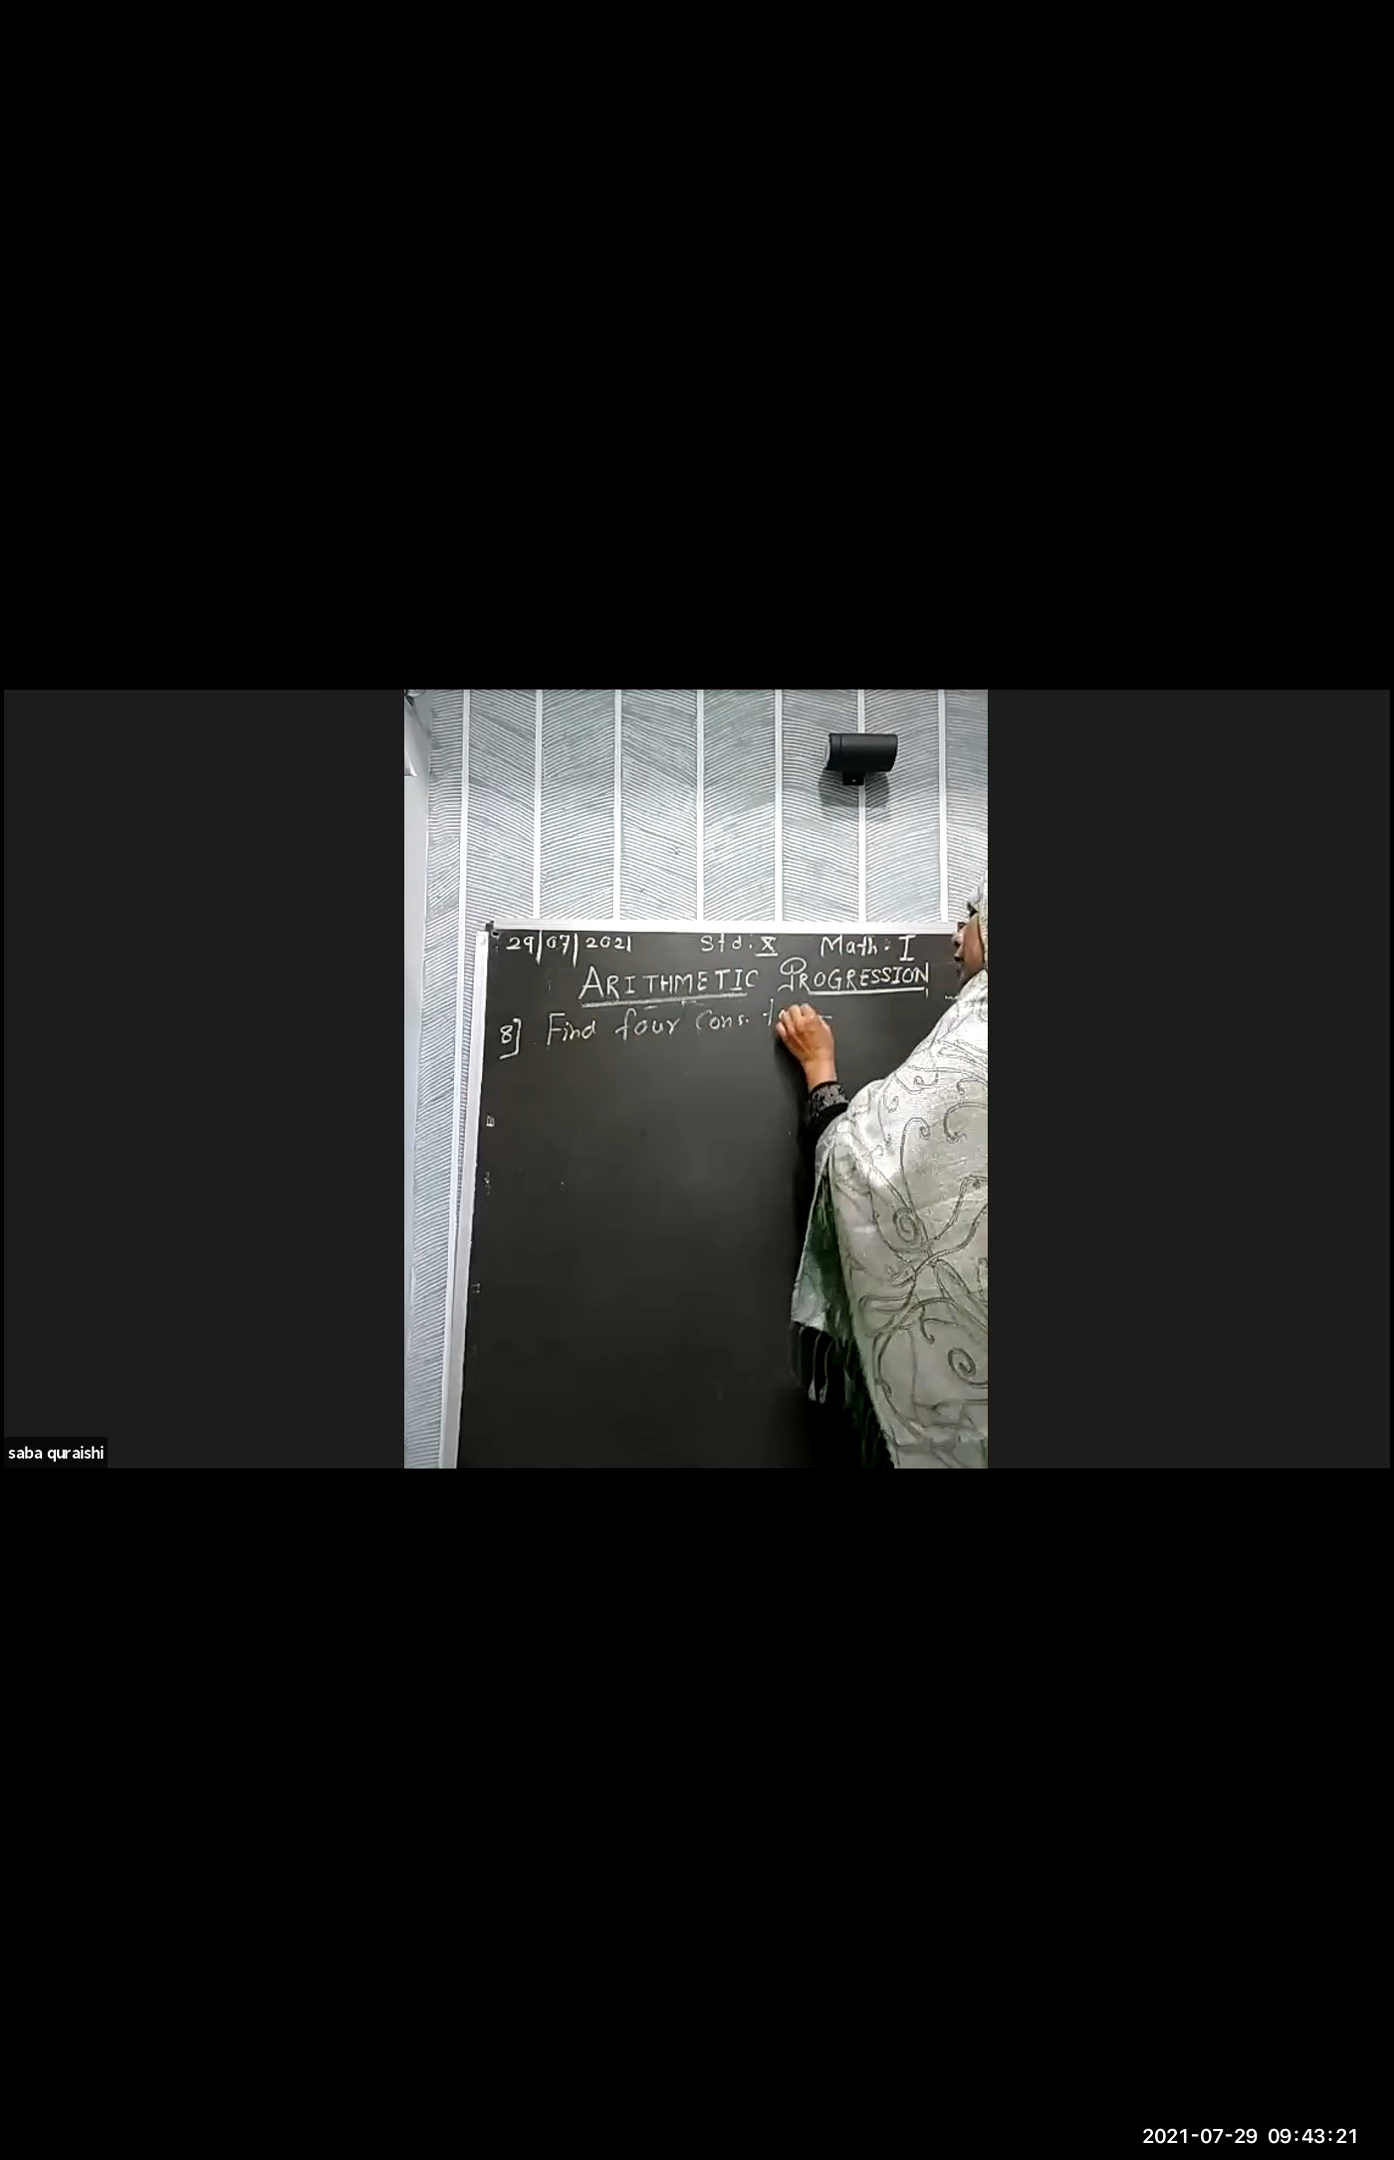 29/07/2021 Std: X Math: I
ARITHMETIC PROGRESSION
8] Find four cons.
saba quraishi
2021-07-29 09:43:21